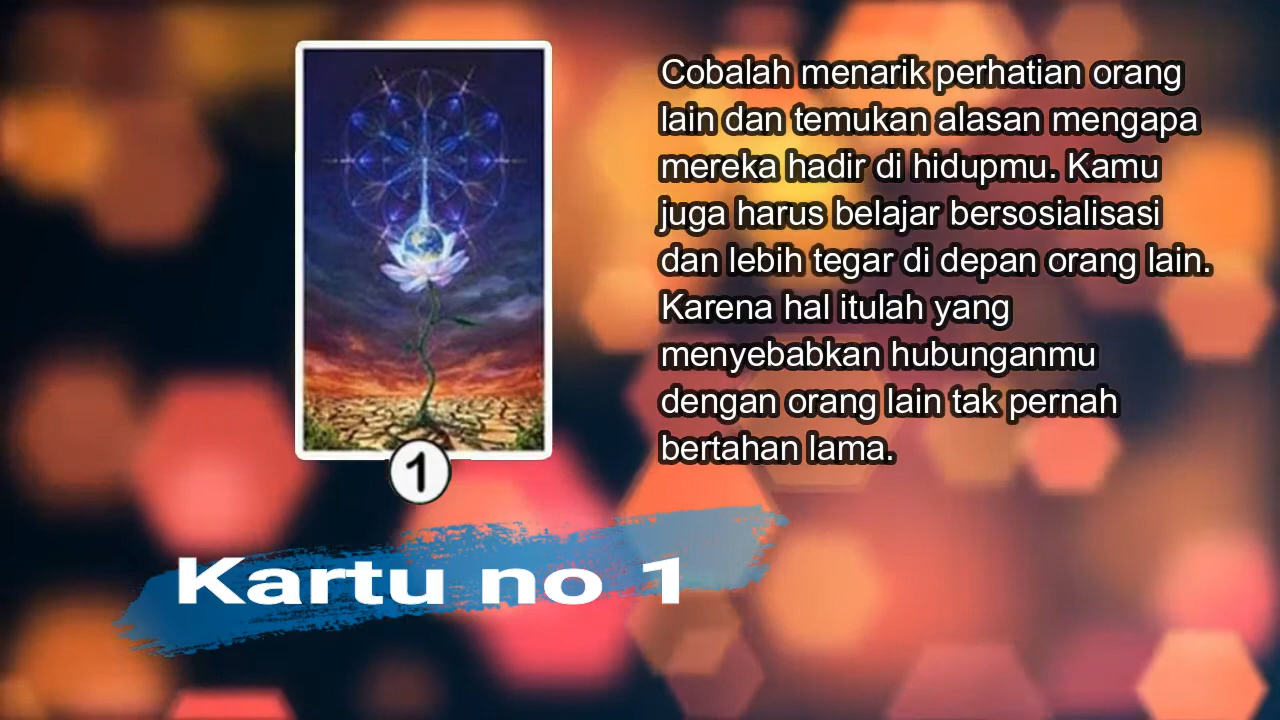 Cobalah menarik perhatian orang
lain dan temukan alasan mengapa
mereka hadir di hidupmu. Kamu
juga harus belajar bersosialisasi
dan lebih tegar di depan orang lain.
Karena hal itulah yang
menyebabkan hubunganmu
dengan orang lain tak pernah
bertahan lama.
1
Kartu no 1